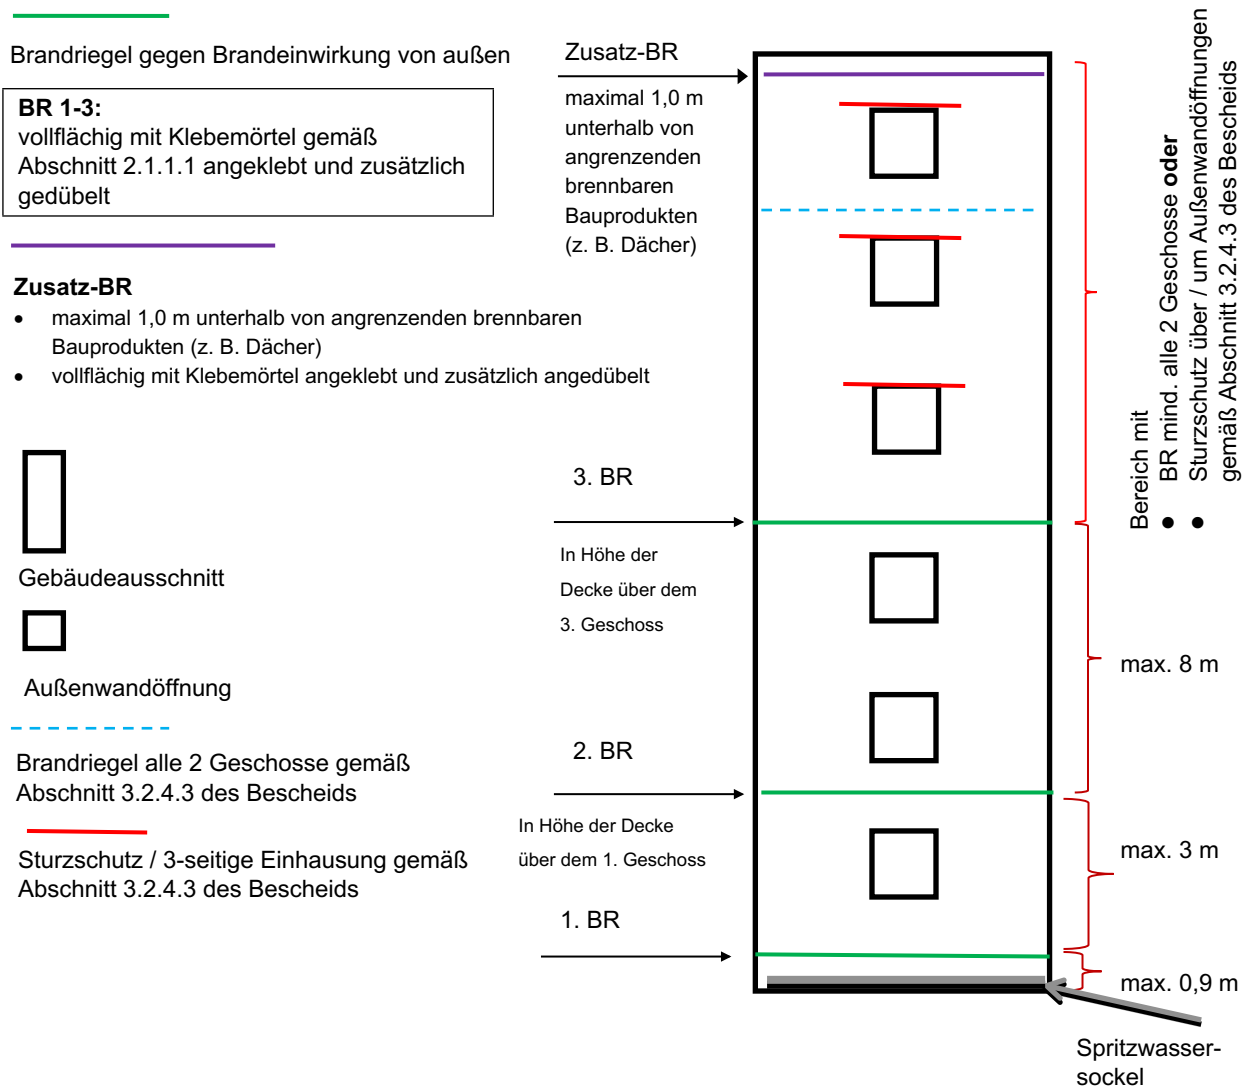 Brandriegel gegen Brandeinwirkung von außen
BR 1-3:
vollflächig mit Klebemörtel gemäß
Abschnitt 2.1.1.1 angeklebt und zusätzlich
gedübelt
Zusatz-BR
• maximal 1,0 m unterhalb von angrenzenden brennbaren
Bauprodukten (z. B. Dächer)
• vollflächig mit Klebemörtel angeklebt und zusätzlich angedübelt
Gebäudeausschnitt
Außenwandöffnung
Brandriegel alle 2 Geschosse gemäß
Abschnitt 3.2.4.3 des Bescheids
Sturzschutz / 3-seitige Einhausung gemäß
Abschnitt 3.2.4.3 des Bescheids
Zusatz-BR
maximal 1,0 m
unterhalb von
angrenzenden
brennbaren
Bauprodukten
(z. B. Dächer)
3. BR
In Höhe der
Decke über dem
3. Geschoss
2. BR
In Höhe der Decke
über dem 1. Geschoss
1. BR
Bereich mit
• BR mind. alle 2 Geschosse oder
• Sturzschutz über / um Außenwandöffnungen
gemäß Abschnitt 3.2.4.3 des Bescheids
max. 8 m
max. 3 m
max. 0,9 m
Spritzwasser-
sockel